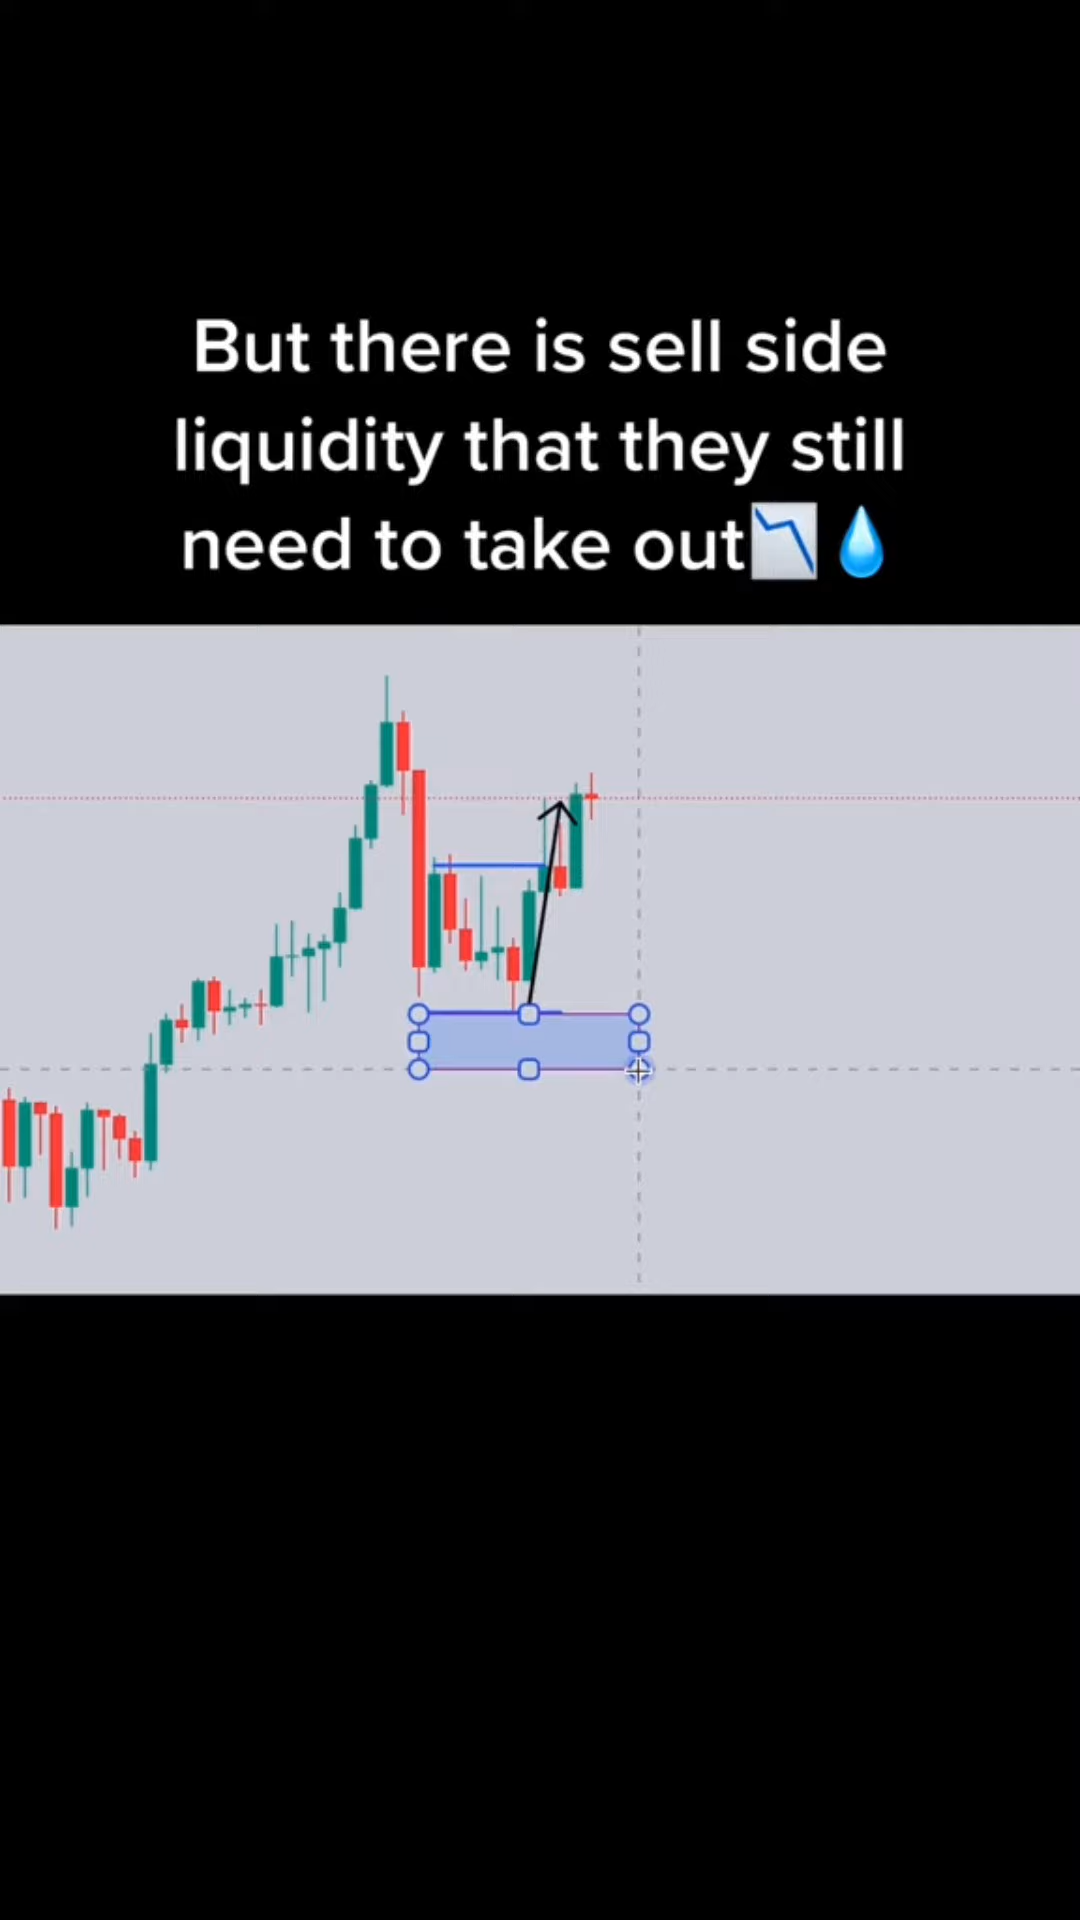 But there is sell side
liquidity that they still
need to take out📉💧